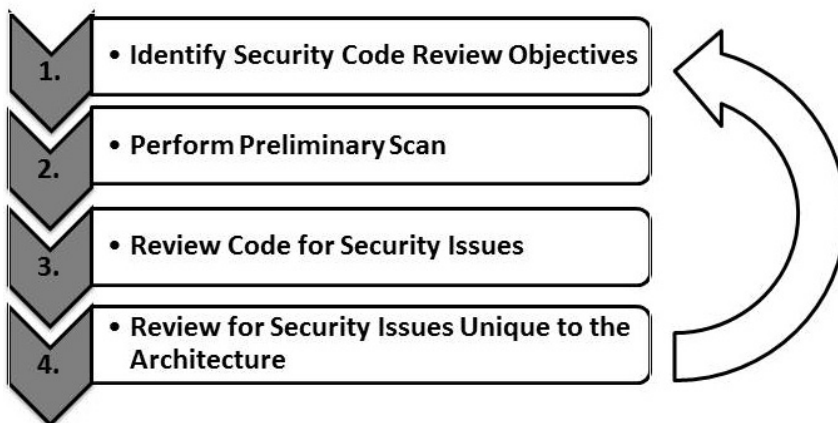 1.
• Identify Security Code Review Objectives
2.
• Perform Preliminary Scan
3.
• Review Code for Security Issues
4.
• Review for Security Issues Unique to the
Architecture